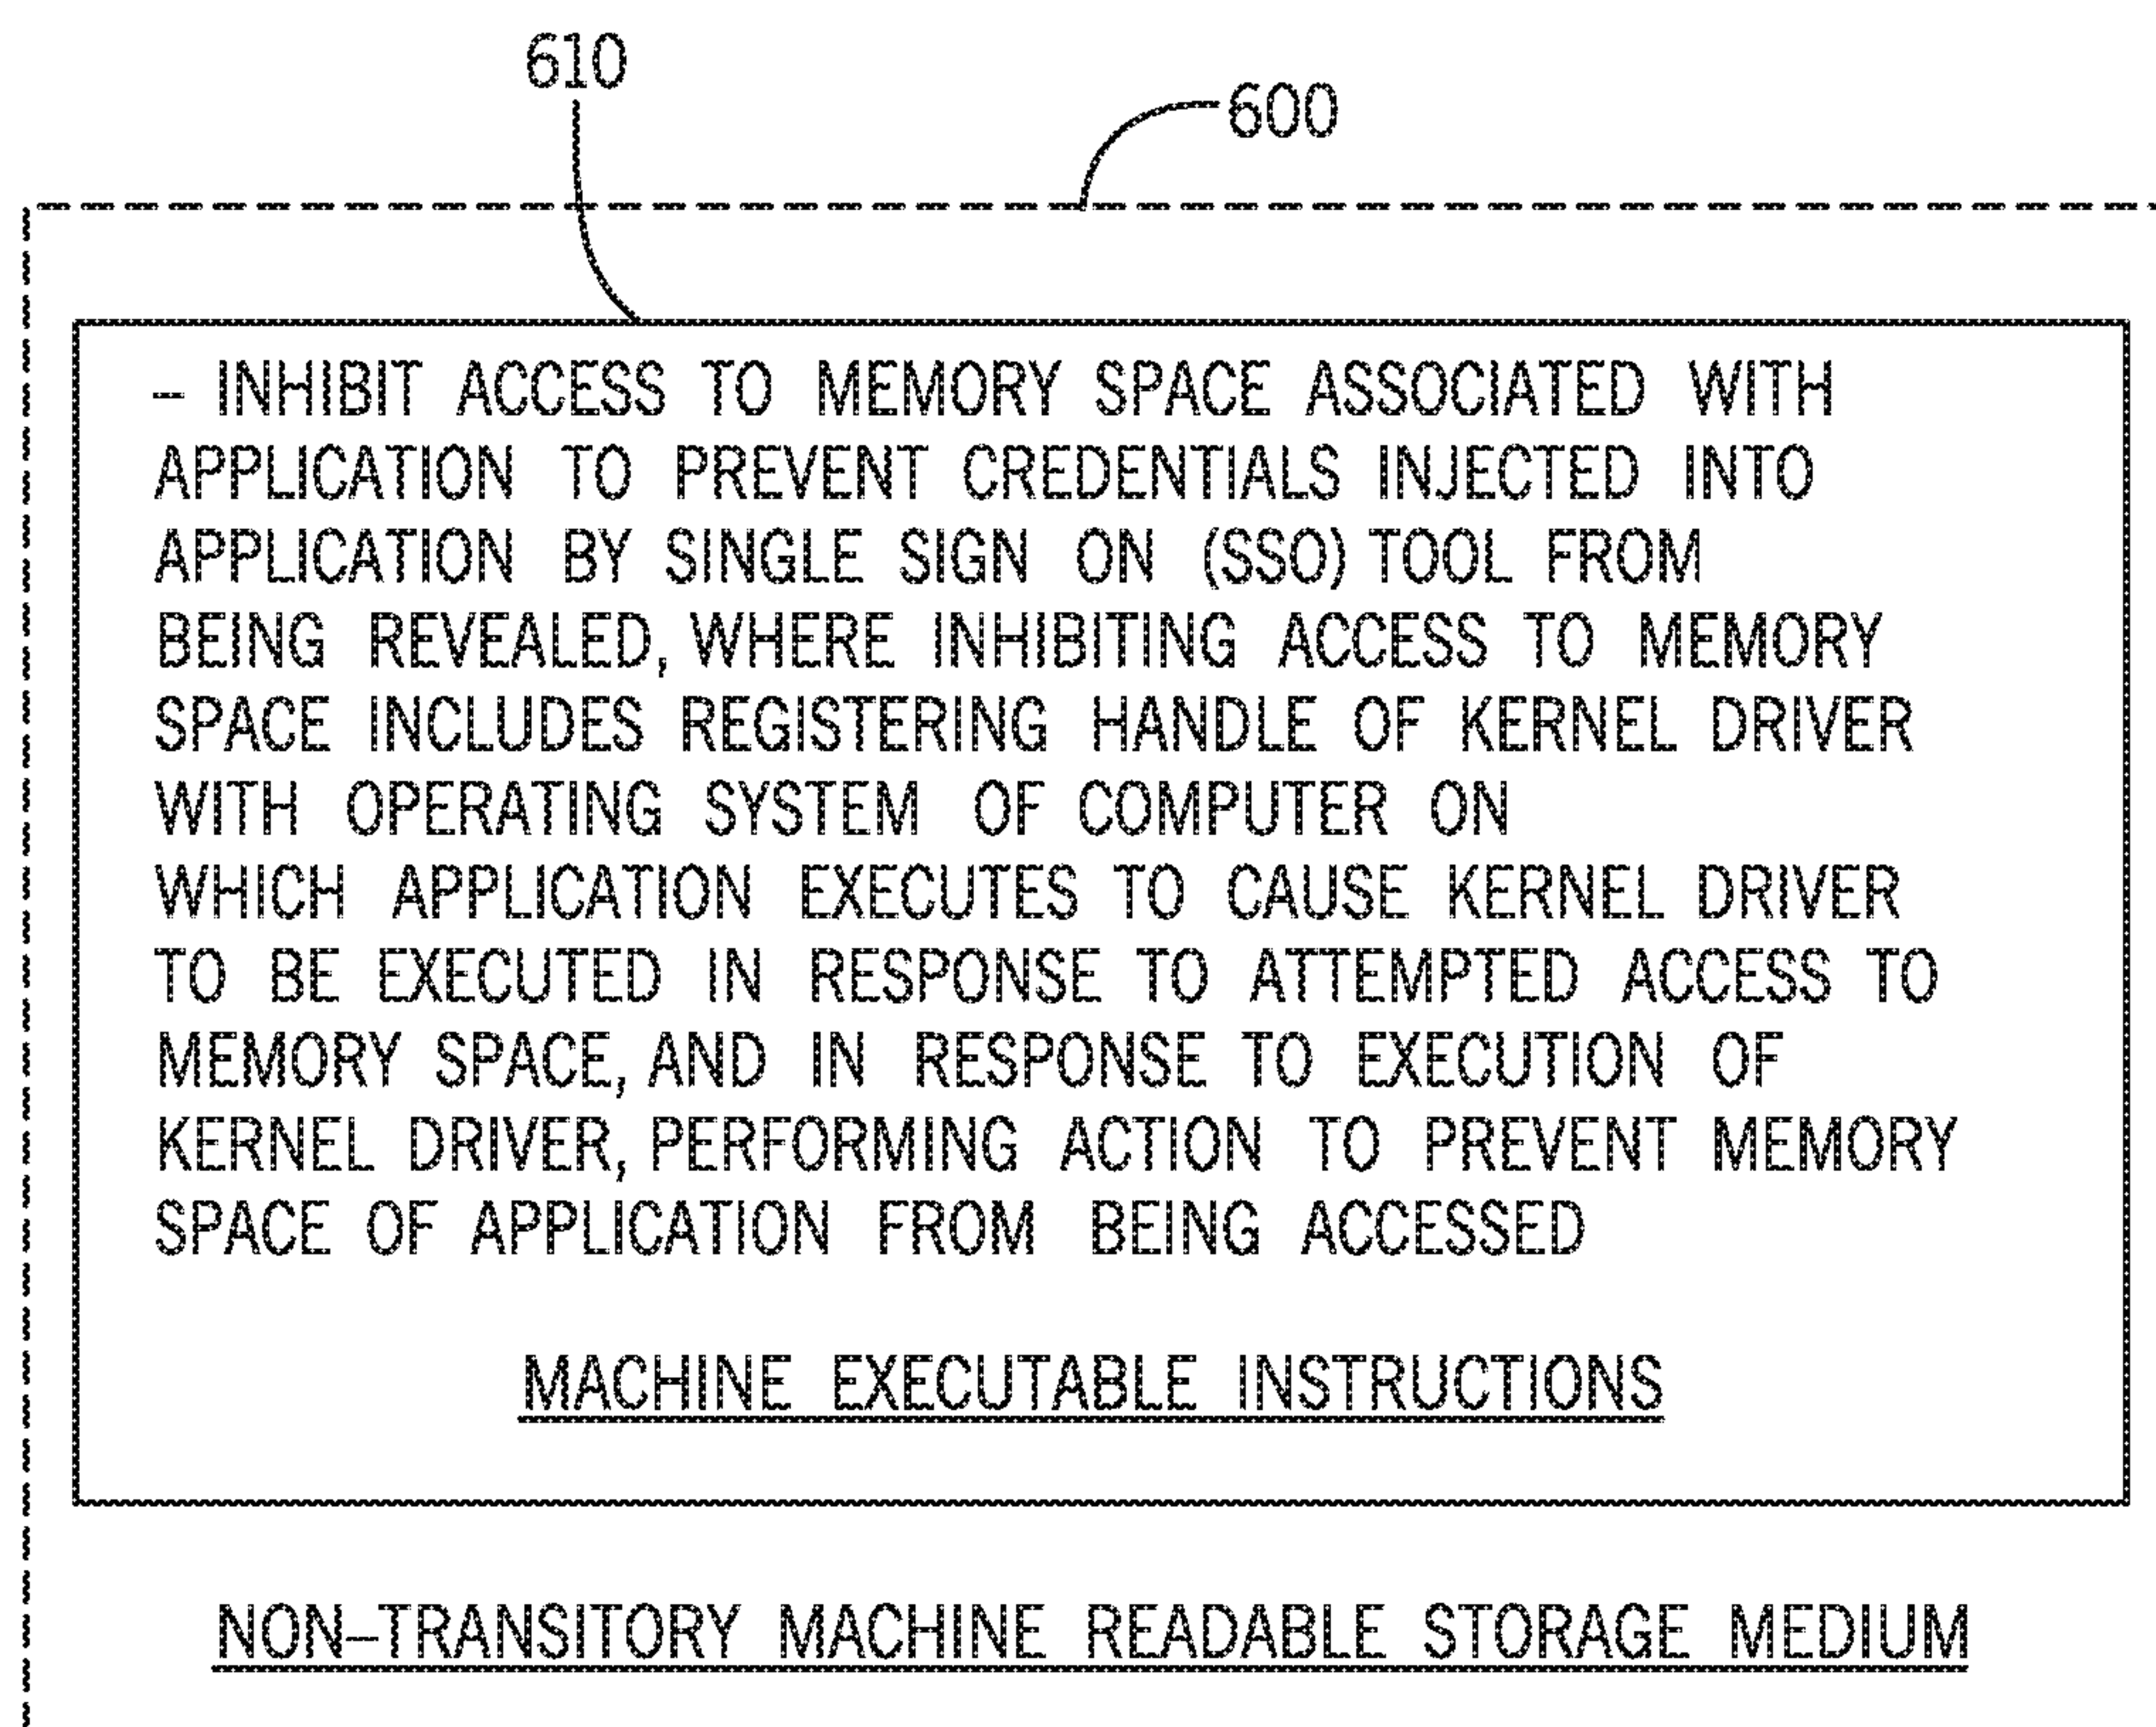 610
600
– INHIBIT ACCESS TO MEMORY SPACE ASSOCIATED WITH
APPLICATION TO PREVENT CREDENTIALS INJECTED INTO
APPLICATION BY SINGLE SIGN ON (SSO) TOOL FROM
BEING REVEALED, WHERE INHIBITING ACCESS TO MEMORY
SPACE INCLUDES REGISTERING HANDLE OF KERNEL DRIVER
WITH OPERATING SYSTEM OF COMPUTER ON
WHICH APPLICATION EXECUTES TO CAUSE KERNEL DRIVER
TO BE EXECUTED IN RESPONSE TO ATTEMPTED ACCESS TO
MEMORY SPACE, AND IN RESPONSE TO EXECUTION OF
KERNEL DRIVER, PERFORMING ACTION TO PREVENT MEMORY
SPACE OF APPLICATION FROM BEING ACCESSED
MACHINE EXECUTABLE INSTRUCTIONS
NON–TRANSITORY MACHINE READABLE STORAGE MEDIUM